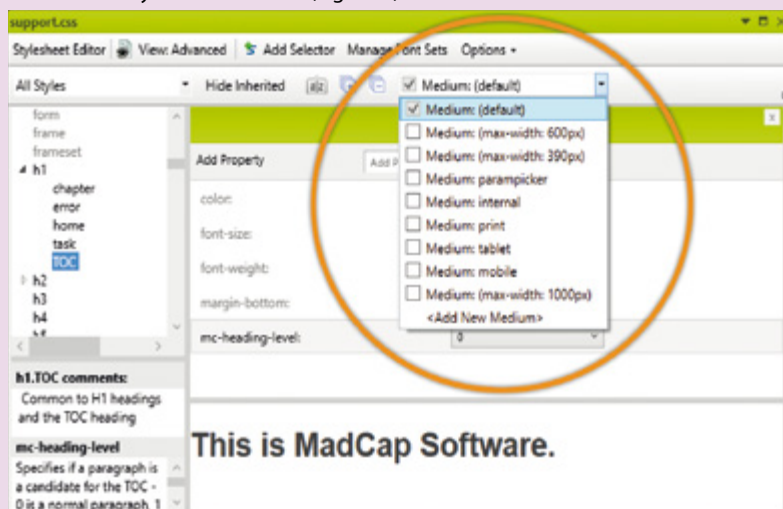 support.css
Stylesheet Editor View: Advanced Add Selector Manage Font Sets Options
All Styles Hide Inherited Medium: (default)
form
frame
frameset
h1
chapter
error
home
task
TOC
h2
h3
h4
Add Property
color:
font-size:
font-weight:
margin-bottom:
mc-heading-level: 0
Medium: (default)
Medium: (max-width: 600px)
Medium: (max-width: 390px)
Medium: parampicker
Medium: internal
Medium: print
Medium: tablet
Medium: mobile
Medium: (max-width: 1000px)
<Add New Medium>
h1.TOC comments:
Common to H1 headings
and the TOC heading
mc-heading-level
Specifies if a paragraph is
a candidate for the TOC -
0 is a normal paragraph, 1
This is MadCap Software.